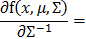 ∂f(x, μ, Σ)/∂Σ⁻¹ =